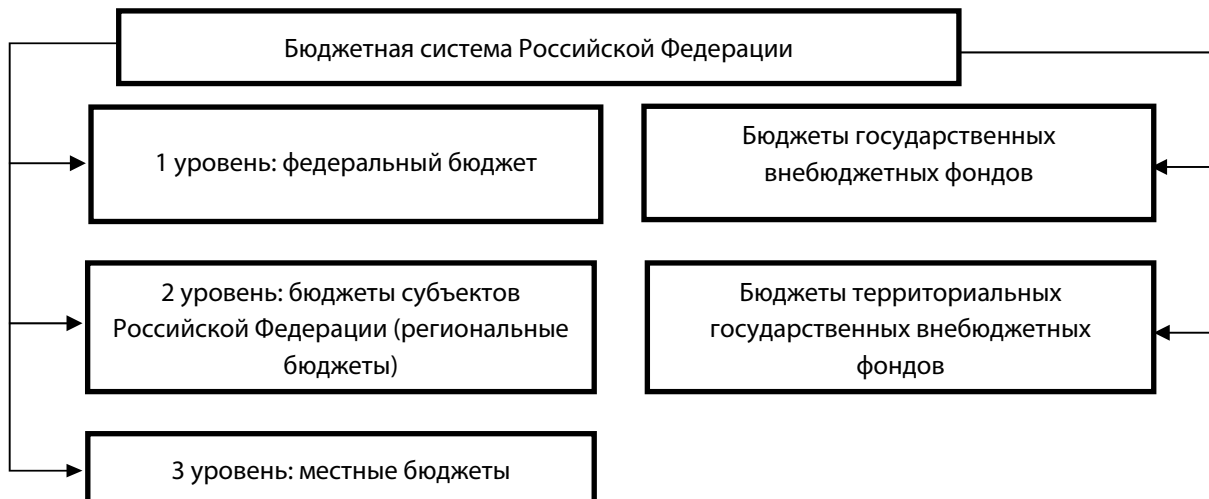 Бюджетная система Российской Федерации
1 уровень: федеральный бюджет
Бюджеты государственных
внебюджетных фондов
2 уровень: бюджеты субъектов
Российской Федерации (региональные
бюджеты)
Бюджеты территориальных
государственных внебюджетных
фондов
3 уровень: местные бюджеты